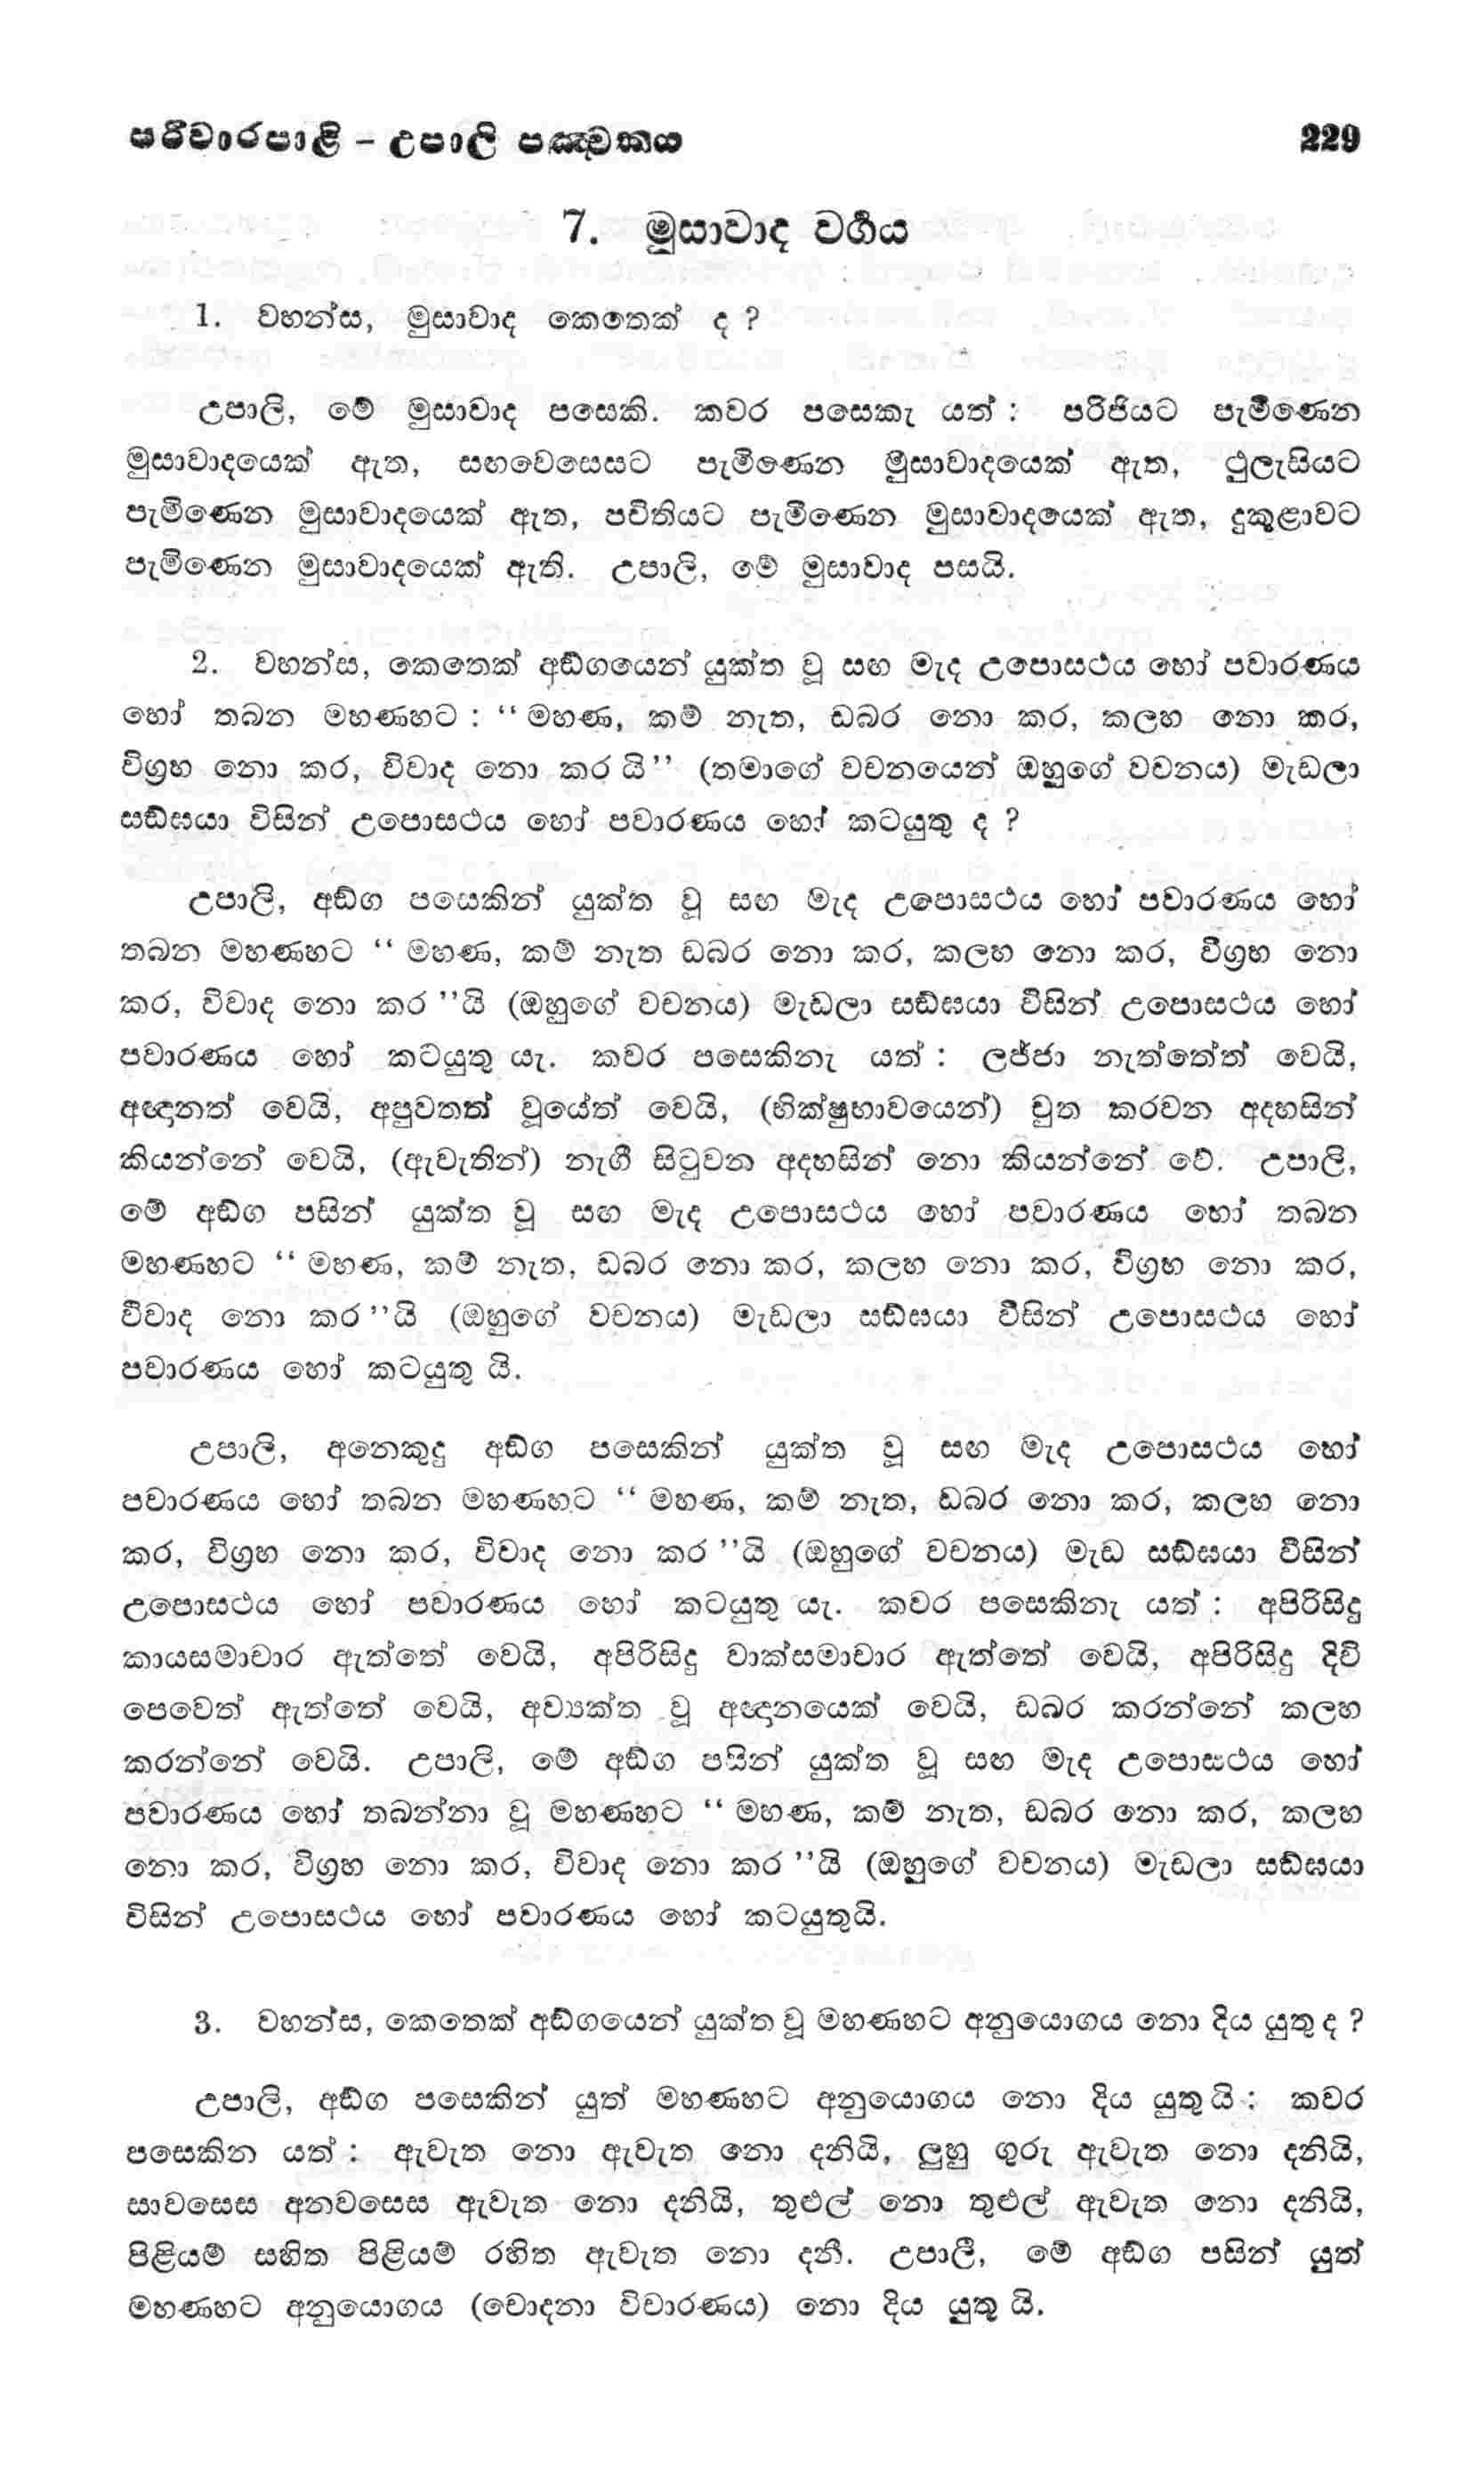 පරිවාරපාළි – උපාලි පඤ්චකය 229
7. මුසාවාද වර්‍ගය
1. වහන්ස, මුසාවාද කෙතෙක් ද ?
උපාලි, මේ මුසාවාද පසෙකි. කවර පසෙකැ යත් : පරිජියට පැමිණෙන
මුසාවාදයෙක් ඇත, සඟවෙසෙසට පැමිණෙන මුසාවාදයෙක් ඇත, ථුලැසියට
පැමිණෙන මුසාවාදයෙක් ඇත, පචිතියට පැමිණෙන මුසාවාදයෙක් ඇත, දුකුළාවට
පැමිණෙන මුසාවාදයෙක් ඇති. උපාලි, මේ මුසාවාද පසයි.
2. වහන්ස, කෙතෙක් අඞ්ගයෙන් යුක්ත වූ සඟ මැද උපොසථය හෝ පවාරණය
හෝ තබන මහණහට : “ මහණ, කම් නැත, ඩබර නො කර, කලහ නො කර,
විග්‍රහ නො කර, විවාද නො කර යි” (තමාගේ වචනයෙන් ඔහුගේ වචනය) මැඩලා
සඞ්ඝයා විසින් උපොසථය හෝ පවාරණය හෝ කටයුතු ද ?
උපාලි, අඞ්ග පසෙකින් යුක්ත වූ සඟ මැද උපොසථය හෝ පවාරණය හෝ
තබන මහණහට “ මහණ, කම් නැත ඩබර නො කර, කලහ නො කර, විග්‍රහ නො
කර, විවාද නො කර ”යි (ඔහුගේ වචනය) මැඩලා සඞ්ඝයා විසින් උපොසථය හෝ
පවාරණය හෝ කටයුතු යැ. කවර පසෙකිනැ යත් : ලජ්ජා නැත්තේත් වෙයි,
අඥානත් වෙයි, අපුවතත් වූයේත් වෙයි, (භික්ෂුභාවයෙන්) චුත කරවන අදහසින්
කියන්නේ වෙයි, (ඇවැතින්) නැගී සිටුවන අදහසින් නො කියන්නේ වේ. උපාලි,
මේ අඞ්ග පසින් යුක්ත වූ සඟ මැද උපොසථය හෝ පවාරණය හෝ තබන
මහණහට “ මහණ, කම් නැත, ඩබර නො කර, කලහ නො කර, විග්‍රහ නො කර,
විවාද නො කර ”යි (ඔහුගේ වචනය) මැඩලා සඞ්ඝයා විසින් උපොසථය හෝ
පවාරණය හෝ කටයුතු යි.
උපාලි, අනෙකුදු අඞ්ග පසෙකින් යුක්ත වූ සඟ මැද උපොසථය හෝ
පවාරණය හෝ තබන මහණහට “ මහණ, කම් නැත, ඩබර නො කර, කලහ නො
කර, විග්‍රහ නො කර, විවාද නො කර ”යි (ඔහුගේ වචනය) මැඩ සඞ්ඝයා විසින්
උපොසථය හෝ පවාරණය හෝ කටයුතු යැ. කවර පසෙකිනැ යත් : අපිරිසිදු
කායසමාචාර ඇත්තේ වෙයි, අපිරිසිදු වාක්සමාචාර ඇත්තේ වෙයි, අපිරිසිදු දිවි
පෙවෙත් ඇත්තේ වෙයි, අව්‍යක්ත වූ අඥානයෙක් වෙයි, ඩබර කරන්නේ කලහ
කරන්නේ වෙයි. උපාලි, මේ අඞ්ග පසින් යුක්ත වූ සඟ මැද උපොසථය හෝ
පවාරණය හෝ තබන්නා වූ මහණහට “ මහණ, කම් නැත, ඩබර නො කර, කලහ
නො කර, විග්‍රහ නො කර, විවාද නො කර ”යි (ඔහුගේ වචනය) මැඩලා සඞ්ඝයා
විසින් උපොසථය හෝ පවාරණය හෝ කටයුතුයි.
3. වහන්ස, කෙතෙක් අඞ්ගයෙන් යුක්ත වූ මහණහට අනුයොගය නො දිය යුතු ද ?
උපාලි, අඞ්ග පසෙකින් යුත් මහණහට අනුයොගය නො දිය යුතු යි : කවර
පසෙකින යත් : ඇවැත නො ඇවැත නො දනියි, ලුහු ගුරු ඇවැත නො දනියි,
සාවසෙස අනවසෙස ඇවැත නො දනියි, තුළුල් නො තුළුල් ඇවැත නො දනියි,
පිළියම් සහිත පිළියම් රහිත ඇවැත නො දනී. උපාලි, මේ අඞ්ග පසින් යුත්
මහණහට අනුයොගය (චොදනා විචාරණය) නො දිය යුතු යි.